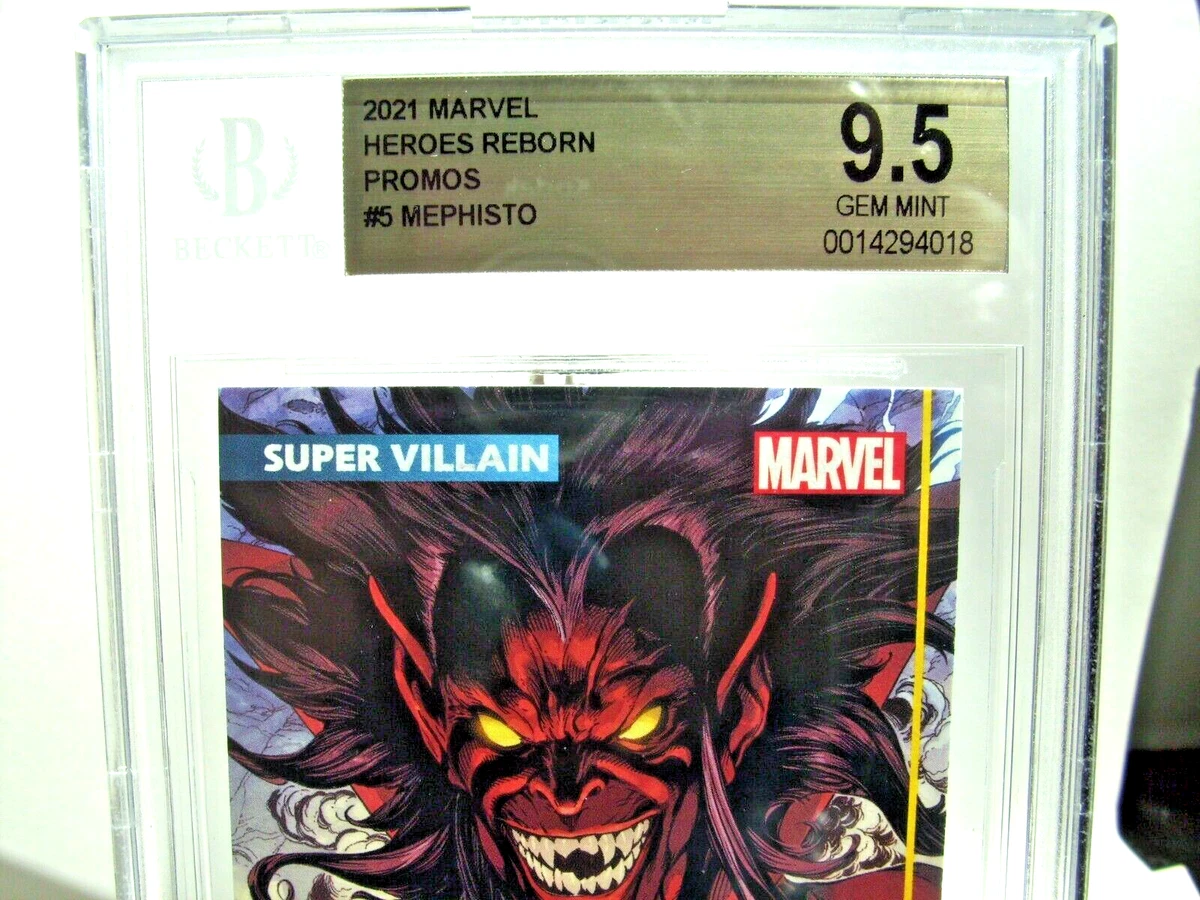 B
BECKETT®
2021 MARVEL
HEROES REBORN
PROMOS
#5 MEPHISTO
9.5
GEM MINT
0014294018
SUPER VILLAIN
MARVEL